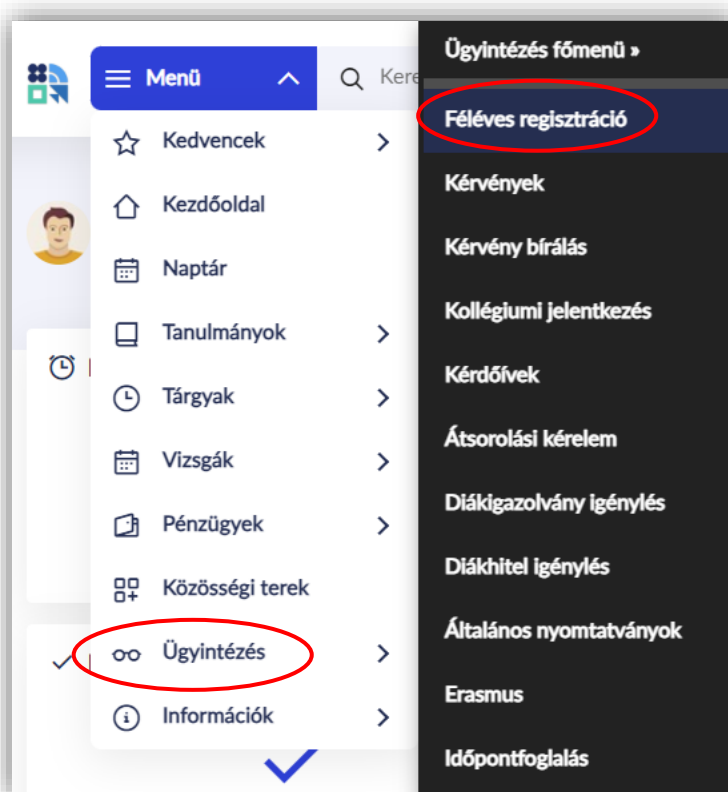 Menü
Kere
Kedvencek
Kezdőoldal
Naptár
Tanulmányok
Tárgyak
Vizsgák
Pénzügyek
Közösségi terek
Ügyintézés
Információk
Ügyintézés főmenü »
Féléves regisztráció
Kérvények
Kérvény bírálás
Kollégiumi jelentkezés
Kérdőívek
Átsorolási kérelem
Diákigazolvány igénylés
Diákhitel igénylés
Általános nyomtatványok
Erasmus
Időpontfoglalás